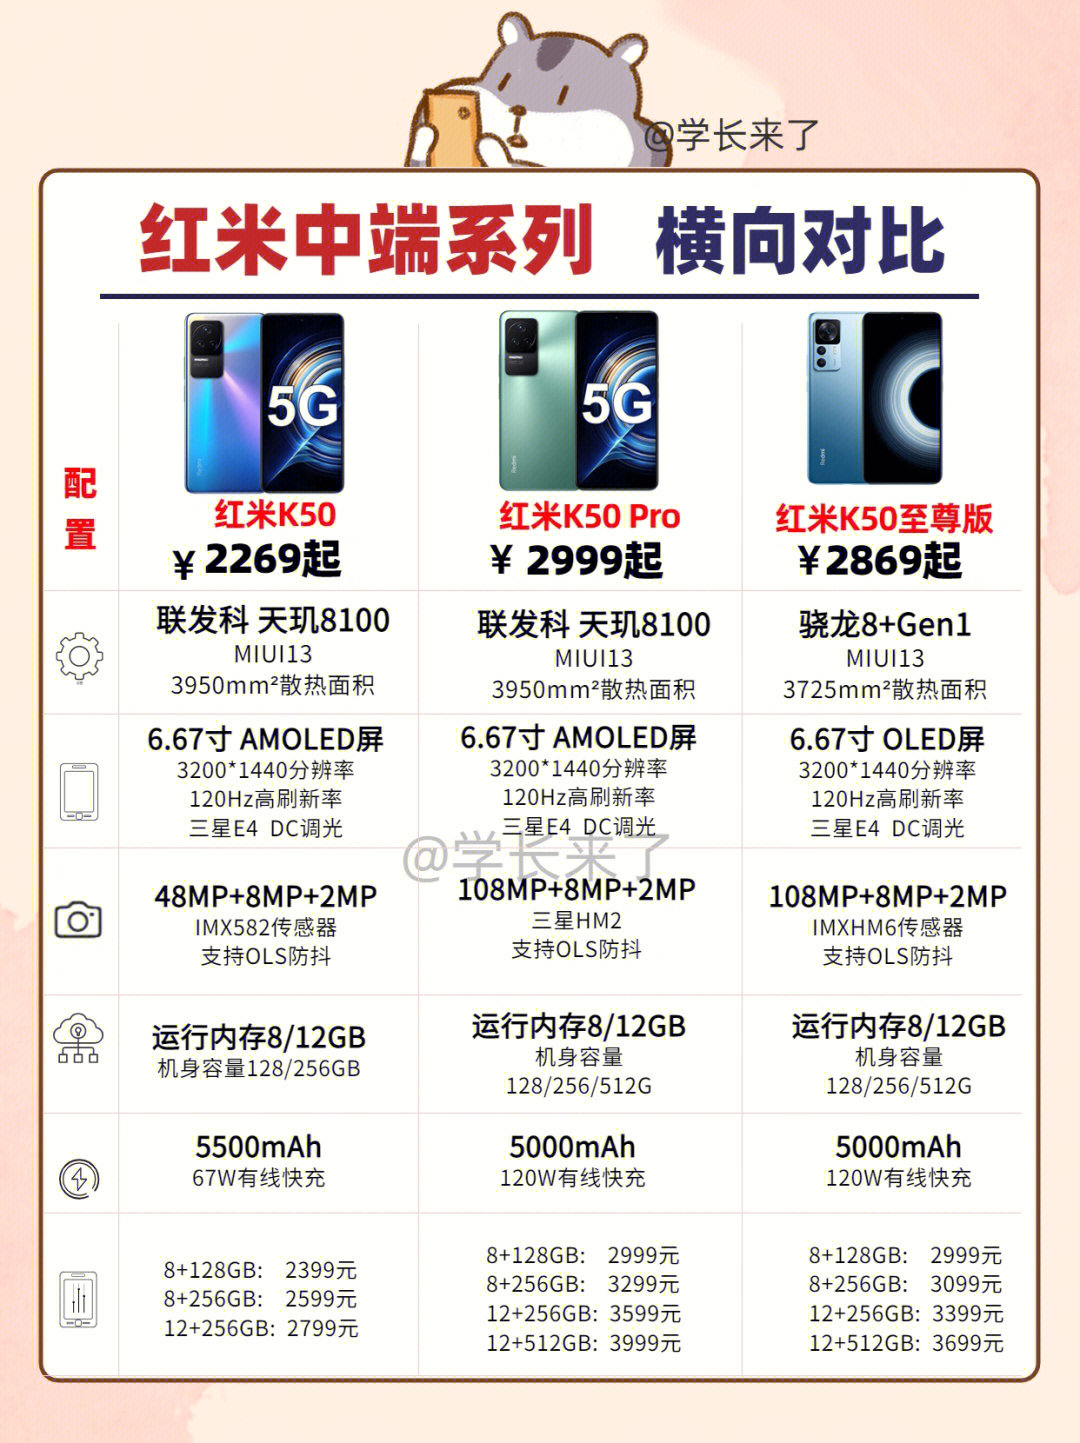 @学长来了
红米中端系列 横向对比
5G
5G
Redmi
Redmi
Redmi
配置
红米K50
¥ 2269起
红米K50 Pro
¥ 2999起
红米K50至尊版
¥2869起
联发科 天玑8100
MIUI13
3950mm²散热面积
联发科 天玑8100
MIUI13
3950mm²散热面积
骁龙8+Gen1
MIUI13
3725mm²散热面积
6.67寸 AMOLED屏
3200*1440分辨率
120Hz高刷新率
三星E4 DC调光
6.67寸 AMOLED屏
3200*1440分辨率
120Hz高刷新率
三星E4 DC调光
6.67寸 OLED屏
3200*1440分辨率
120Hz高刷新率
三星E4 DC调光
@学长来了
48MP+8MP+2MP
IMX582传感器
支持OLS防抖
108MP+8MP+2MP
三星HM2
支持OLS防抖
108MP+8MP+2MP
IMXHM6传感器
支持OLS防抖
运行内存8/12GB
机身容量128/256GB
运行内存8/12GB
机身容量
128/256/512G
运行内存8/12GB
机身容量
128/256/512G
5500mAh
67W有线快充
5000mAh
120W有线快充
5000mAh
120W有线快充
8+128GB: 2399元
8+256GB: 2599元
12+256GB: 2799元
8+128GB: 2999元
8+256GB: 3299元
12+256GB: 3599元
12+512GB: 3999元
8+128GB: 2999元
8+256GB: 3099元
12+256GB: 3399元
12+512GB: 3699元